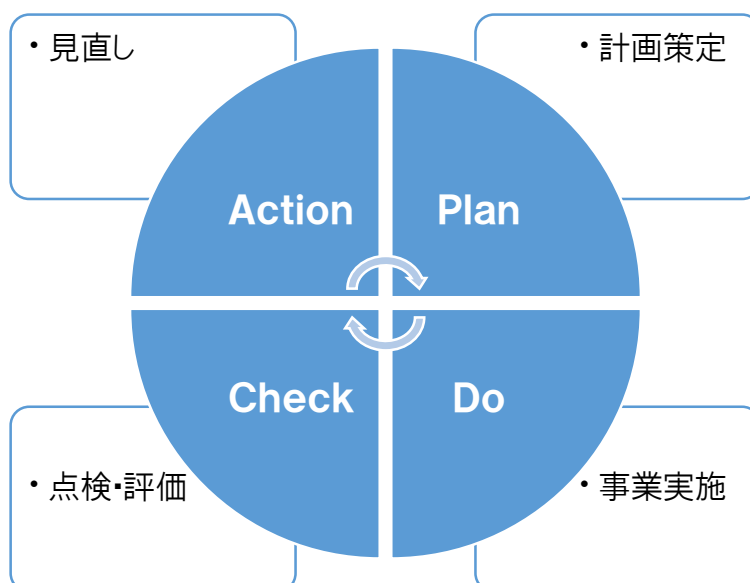 ・見直し
・計画策定
Action
Plan
Check
Do
・点検・評価
・事業実施